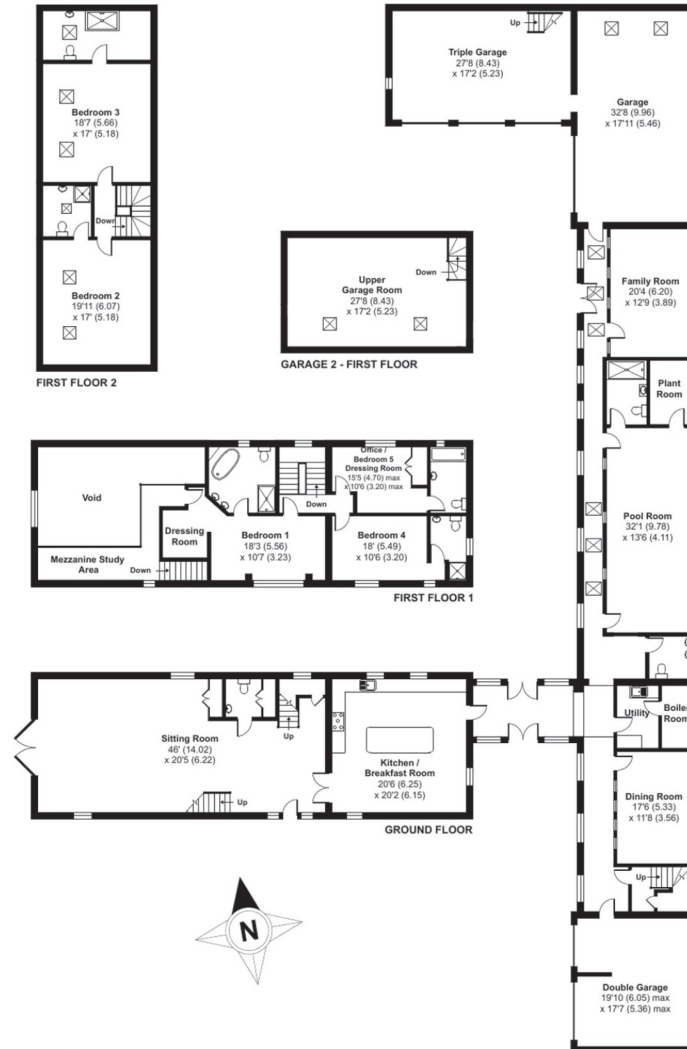 Bedroom 3
18'7 (5.66)
x 17' (5.18)
Down
Bedroom 2
19'11 (6.07)
x 17' (5.18)
FIRST FLOOR 2
Up
Triple Garage
27'8 (8.43)
x 17'2 (5.23)
Garage
32'8 (9.96)
x 17'11 (5.46)
Upper
Garage Room
27'8 (8.43)
x 17'2 (5.23)
Down
GARAGE 2 - FIRST FLOOR
Family Room
20'4 (6.20)
x 12'9 (3.89)
Plant
Room
Pool Room
32'1 (9.78)
x 13'6 (4.11)
Void
Mezzanine Study
Area
Down
Dressing
Room
Bedroom 1
18'3 (5.56)
x 10'7 (3.23)
Down
Office /
Bedroom 5
Dressing Room
15'5 (4.70) max
x 10'6 (3.20) max
Bedroom 4
18' (5.49)
x 10'6 (3.20)
FIRST FLOOR 1
Sitting Room
46' (14.02)
x 20'5 (6.22)
Up
Up
Kitchen /
Breakfast Room
20'6 (6.25)
x 20'2 (6.15)
GROUND FLOOR
Utility
Boiler
Room
Dining Room
17'6 (5.33)
x 11'8 (3.56)
Up
Double Garage
19'10 (6.05) max
x 17'7 (5.36) max
N